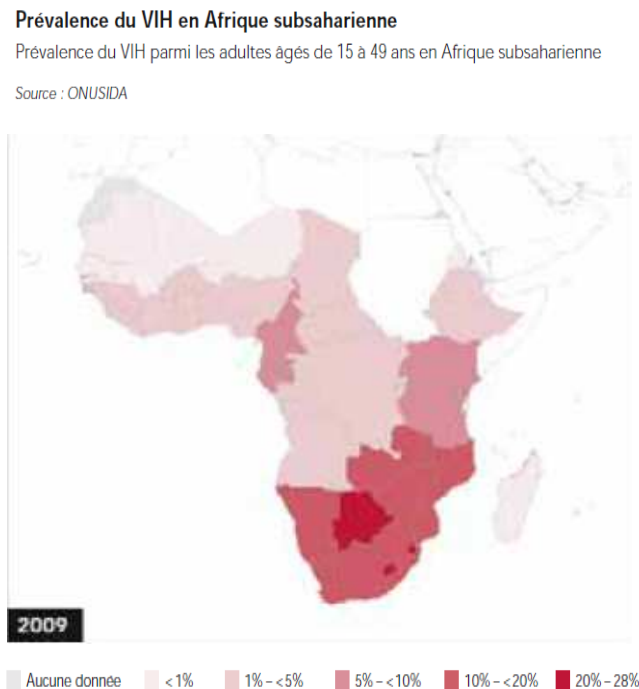 Prévalence du VIH en Afrique subsaharienne
Prévalence du VIH parmi les adultes âgés de 15 à 49 ans en Afrique subsaharienne
Source : ONUSIDA
2009
Aucune donnée <1% 1% – <5% 5% – <10% 10% – <20% 20% – 28%